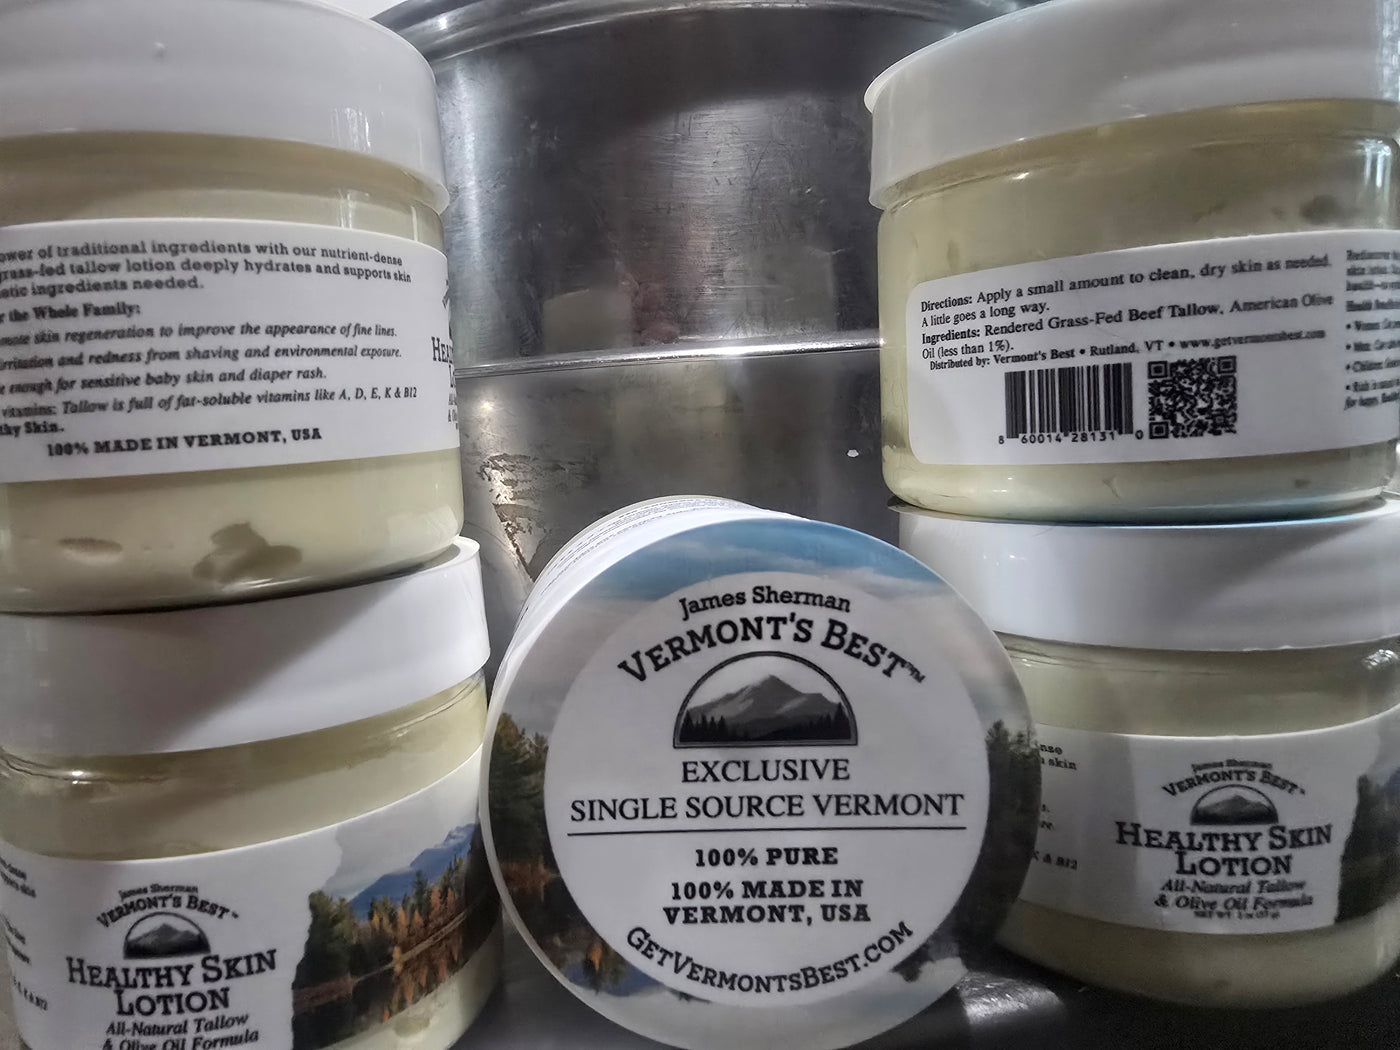 ower of traditional ingredients with our nutrient-dense
grass-fed tallow lotion deeply hydrates and supports skin
etic ingredients needed.
r the Whole Family:
mote skin regeneration to improve the appearance of fine lines.
irritation and redness from shaving and environmental exposure.
e enough for sensitive baby skin and diaper rash.
vitamins: Tallow is full of fat-soluble vitamins like A, D, E, K & B12
thy Skin.
100% MADE IN VERMONT, USA
Directions: Apply a small amount to clean, dry skin as needed.
A little goes a long way.
Ingredients: Rendered Grass-Fed Beef Tallow, American Olive
Oil (less than 1%).
Distributed by: Vermont's Best • Rutland, VT • www.getvermontsbest.com
8 60014 28131 0
James Sherman
VERMONT'S BEST™
HEALTHY SKIN
LOTION
All-Natural Tallow
& Olive Oil Formula
James Sherman
VERMONT'S BEST™
EXCLUSIVE
SINGLE SOURCE VERMONT
100% PURE
100% MADE IN
VERMONT, USA
GETVERMONTSBEST.COM
nse
skin
K & B12
James Sherman
VERMONT'S BEST™
HEALTHY SKIN
LOTION
All-Natural Tallow
& Olive Oil Formula